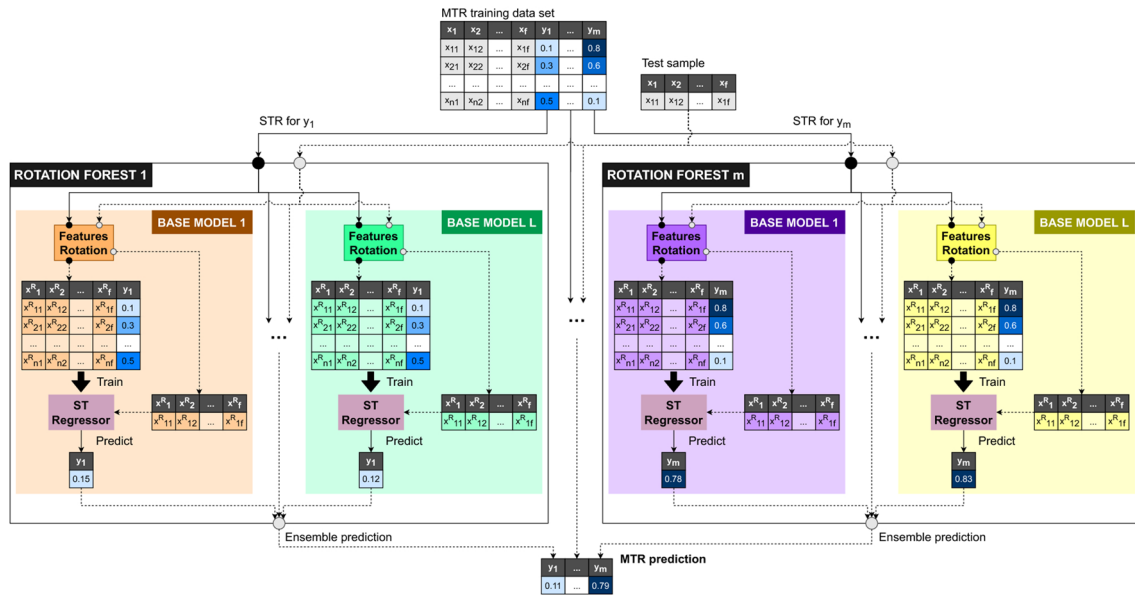 MTR training data set
x1 x2 ... xf y1 ... ym
x11 x12 ... x1f 0.1 ... 0.8
x21 x22 ... x2f 0.3 ... 0.6
... ... ... ... ... ...
xn1 xn2 ... xnf 0.5 ... 0.1
Test sample
x1 x2 ... xf
x11 x12 ... x1f
STR for y1
STR for ym
ROTATION FOREST 1
BASE MODEL 1
Features
Rotation
xR1 xR2 ... xRf y1
xR11 xR12 ... xR1f 0.1
xR21 xR22 ... xR2f 0.3
... ... ... ... ...
xRn1 xRn2 ... xRnf 0.5
Train
ST
Regressor
xR1 xR2 ... xRf
xR11 xR12 ... xR1f
Predict
y1
0.15
...
BASE MODEL L
Features
Rotation
xR1 xR2 ... xRf y1
xR11 xR12 ... xR1f 0.1
xR21 xR22 ... xR2f 0.3
... ... ... ... ...
xRn1 xRn2 ... xRnf 0.5
Train
ST
Regressor
xR1 xR2 ... xRf
xR11 xR12 ... xR1f
Predict
y1
0.12
Ensemble prediction
...
ROTATION FOREST m
BASE MODEL 1
Features
Rotation
xR1 xR2 ... xRf ym
xR11 xR12 ... xR1f 0.8
xR21 xR22 ... xR2f 0.6
... ... ... ... ...
xRn1 xRn2 ... xRnf 0.1
Train
ST
Regressor
xR1 xR2 ... xRf
xR11 xR12 ... xR1f
Predict
ym
0.78
...
BASE MODEL L
Features
Rotation
xR1 xR2 ... xRf ym
xR11 xR12 ... xR1f 0.8
xR21 xR22 ... xR2f 0.6
... ... ... ... ...
xRn1 xRn2 ... xRnf 0.1
Train
ST
Regressor
xR1 xR2 ... xRf
xR11 xR12 ... xR1f
Predict
ym
0.83
Ensemble prediction
MTR prediction
y1 ... ym
0.11 ... 0.79